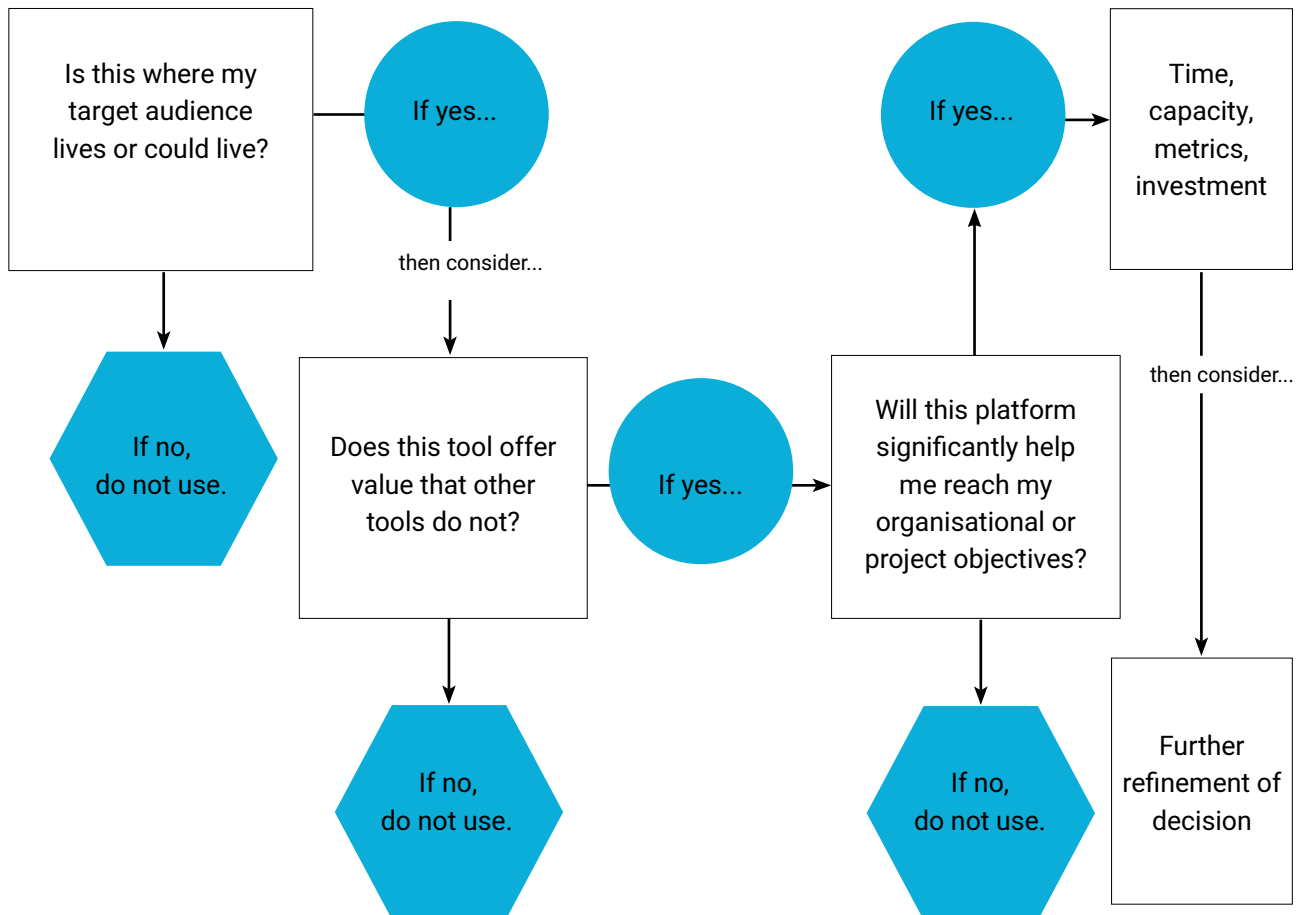 Is this where my
target audience
lives or could live?
If yes...
then consider...
If no,
do not use.
Does this tool offer
value that other
tools do not?
If no,
do not use.
If yes...
Will this platform
significantly help
me reach my
organisational or
project objectives?
If no,
do not use.
If yes...
Time,
capacity,
metrics,
investment
then consider...
Further
refinement of
decision